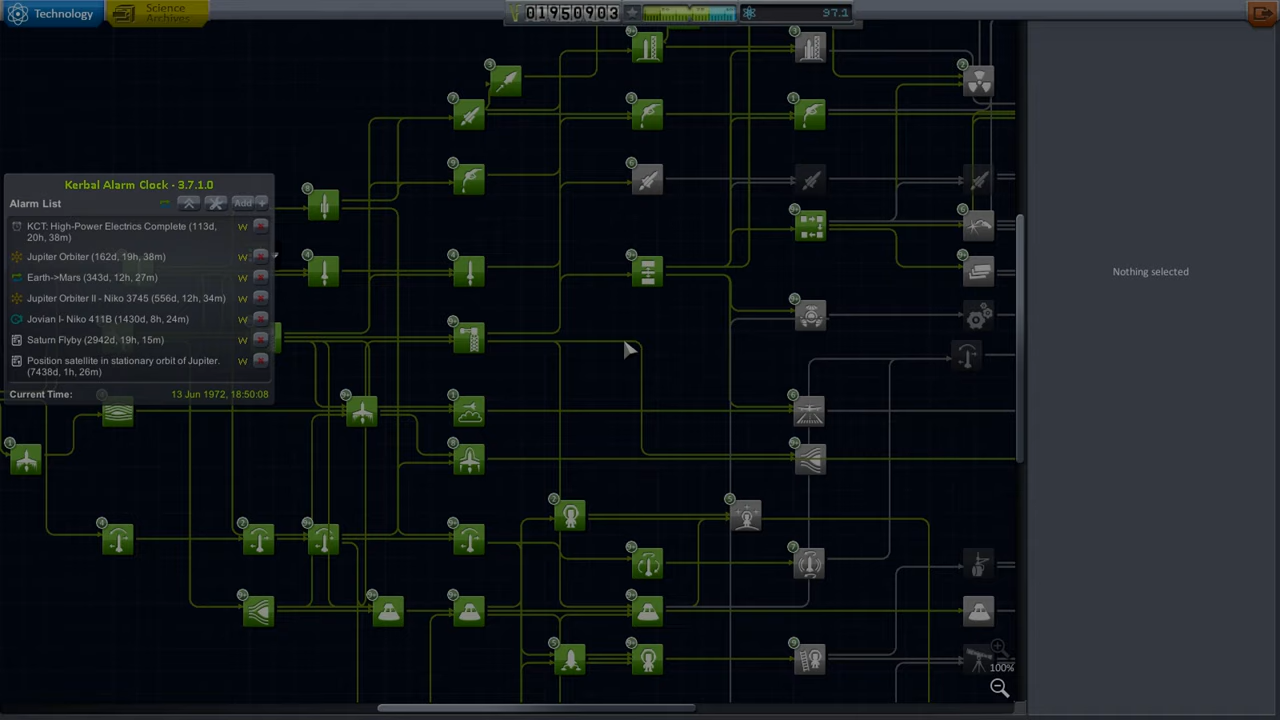 Technology
Science
Archives
01950903
97.1
Kerbal Alarm Clock - 3.7.1.0
Alarm List
Add +
KCT: High-Power Electrics Complete (113d,
20h, 38m)
W
Jupiter Orbiter (162d, 19h, 38m)
W
Earth->Mars (343d, 12h, 27m)
W
Jupiter Orbiter II - Niko 3745 (556d, 12h, 34m)
W
Jovian I- Niko 411B (1430d, 8h, 24m)
W
Saturn Flyby (2942d, 19h, 15m)
W
Position satellite in stationary orbit of Jupiter.
(7438d, 1h, 26m)
W
Current Time:
13 Jun 1972, 18:50:08
Nothing selected
100%